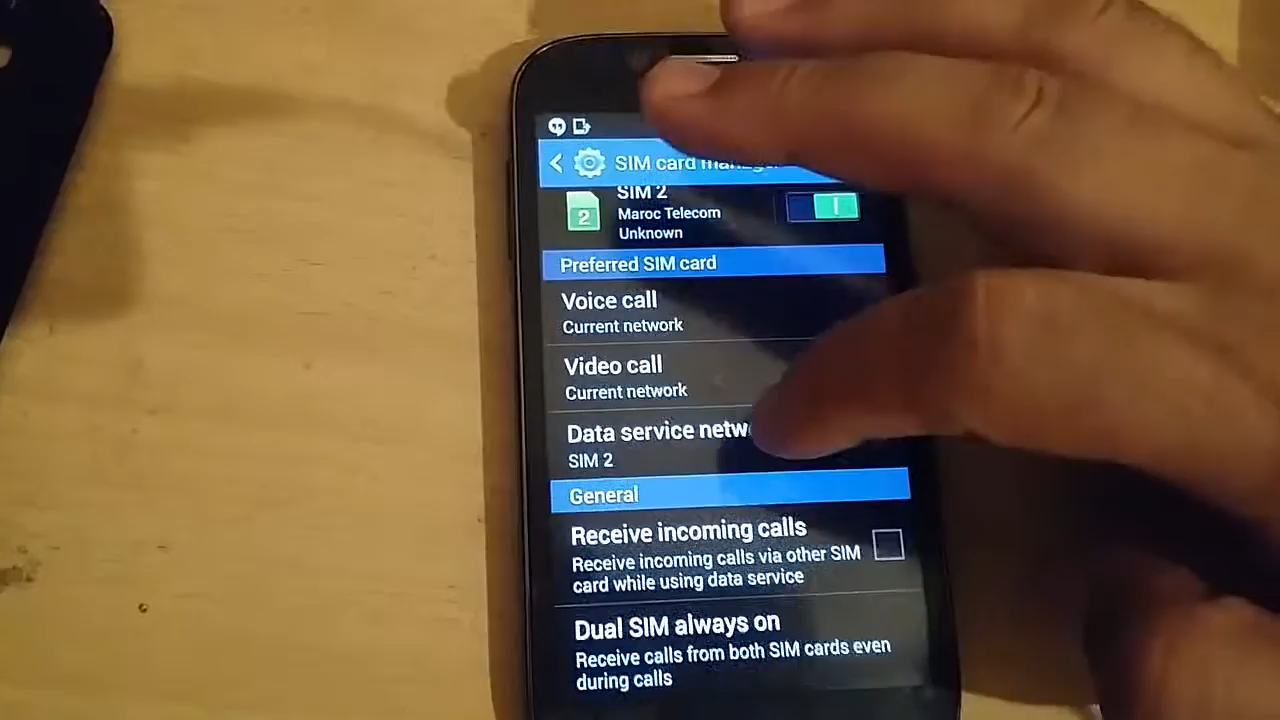 SIM card manager
SIM 2
2
Maroc Telecom
Unknown
Preferred SIM card
Voice call
Current network
Video call
Current network
Data service netw
SIM 2
General
Receive incoming calls
Receive incoming calls via other SIM
card while using data service
Dual SIM always on
Receive calls from both SIM cards even
during calls